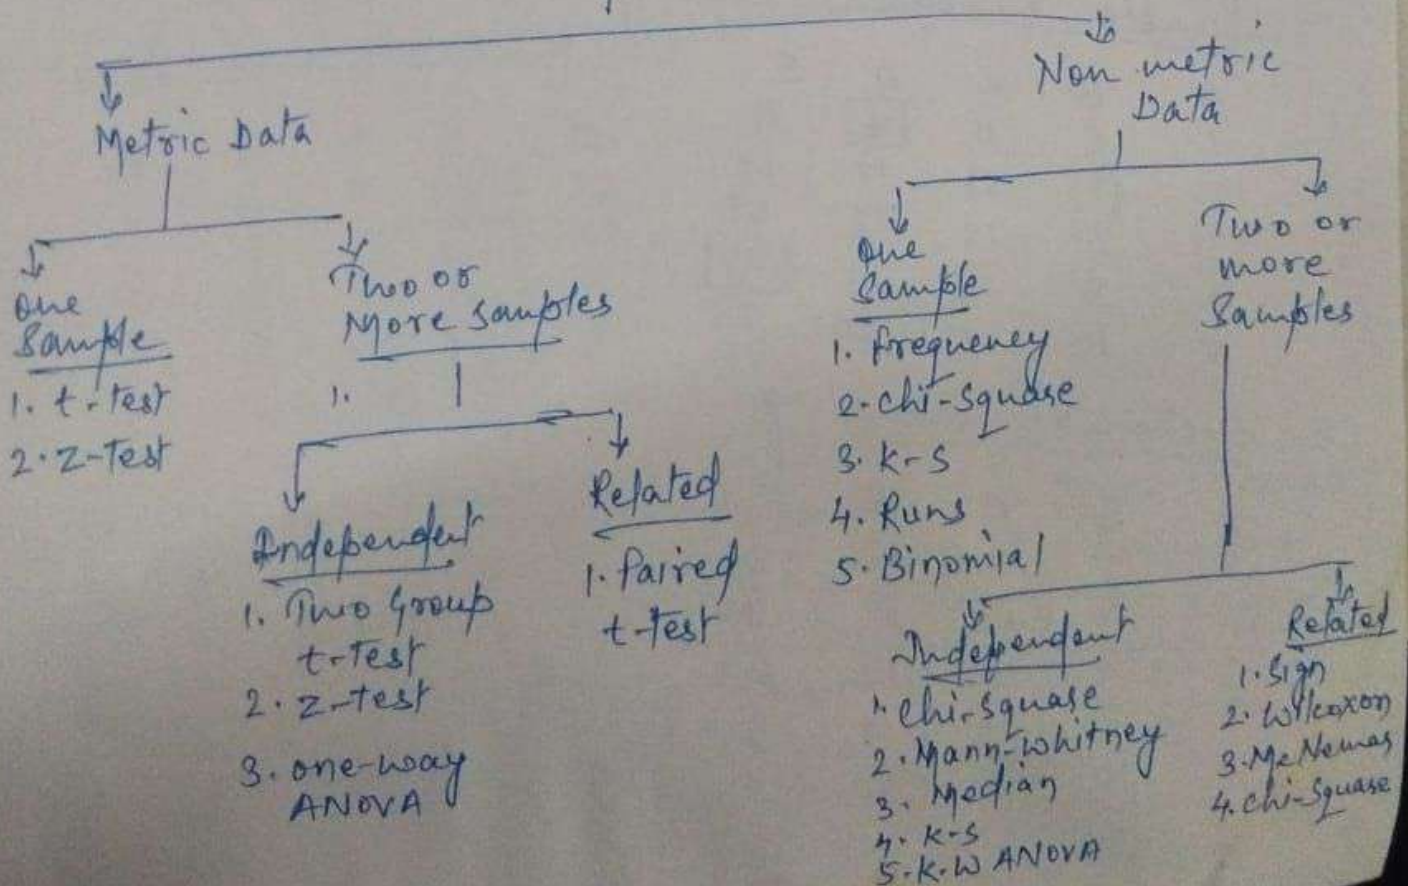 Metric Data
One
Sample
1. t-test
2. Z-Test
Two or
More Samples
1.
Independent
1. Two Group
t-Test
2. Z-test
3. one-way
ANOVA
Related
1. Paired
t-test
Non metric
Data
One
Sample
1. frequency
2. chi-square
3. K-S
4. Runs
5. Binomial
Two or
more
Samples
Independent
1. Chi-square
2. Mann-Whitney
3. Median
4. K-S
5. K.W ANOVA
Related
1. Sign
2. Wilcoxon
3. McNemar
4. Chi-Square